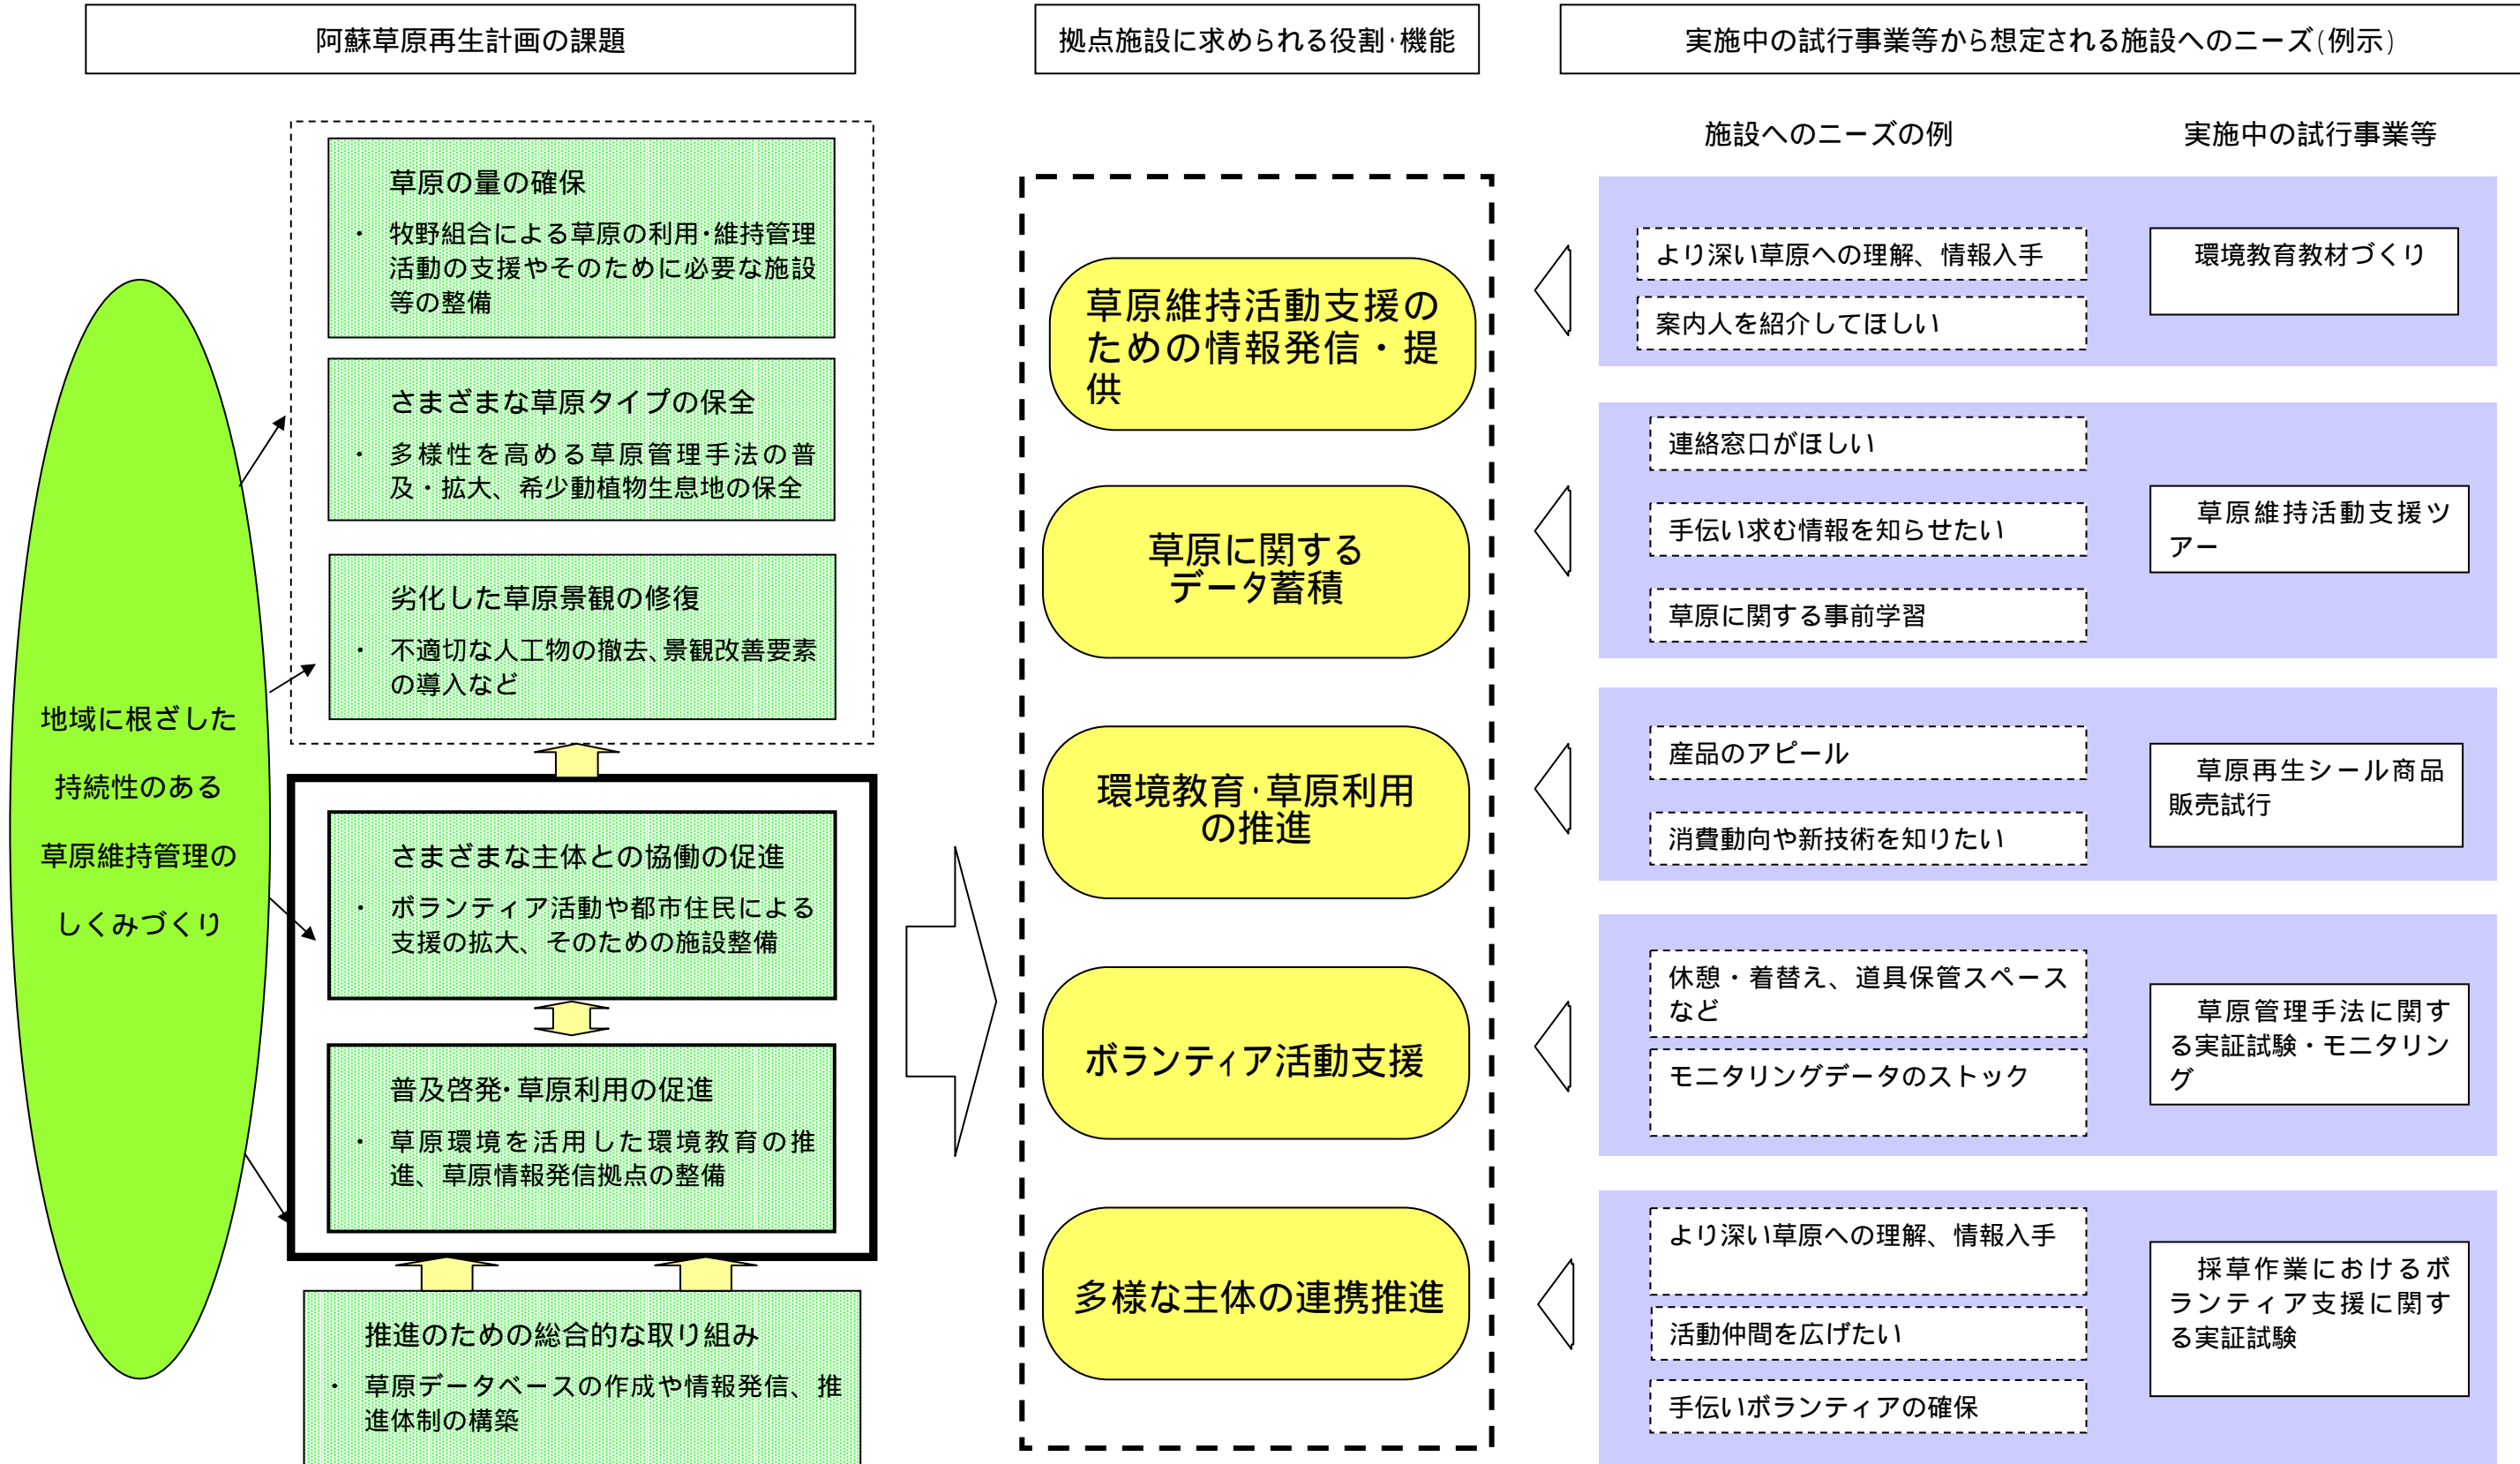 阿蘇草原再生計画の課題
拠点施設に求められる役割・機能
実施中の試行事業等から想定される施設へのニーズ(例示)
地域に根ざした
持続性のある
草原維持管理の
しくみづくり
草原の量の確保
・ 牧野組合による草原の利用・維持管理
活動の支援やそのために必要な施設
等の整備
さまざまな草原タイプの保全
・ 多様性を高める草原管理手法の普
及・拡大、希少動植物生息地の保全
劣化した草原景観の修復
・ 不適切な人工物の撤去、景観改善要素
の導入など
さまざまな主体との協働の促進
・ ボランティア活動や都市住民による
支援の拡大、そのための施設整備
普及啓発・草原利用の促進
・ 草原環境を活用した環境教育の推
進、草原情報発信拠点の整備
推進のための総合的な取り組み
・ 草原データベースの作成や情報発信、推
進体制の構築
草原維持活動支援の
ための情報発信・提
供
草原に関する
データ蓄積
環境教育・草原利用
の推進
ボランティア活動支援
多様な主体の連携推進
施設へのニーズの例
実施中の試行事業等
より深い草原への理解、情報入手
案内人を紹介してほしい
環境教育教材づくり
連絡窓口がほしい
手伝い求む情報を知らせたい
草原に関する事前学習
草原維持活動支援ツ
アー
産品のアピール
消費動向や新技術を知りたい
草原再生シール商品
販売試行
休憩・着替え、道具保管スペース
など
モニタリングデータのストック
草原管理手法に関す
る実証試験・モニタリン
グ
より深い草原への理解、情報入手
活動仲間を広げたい
手伝いボランティアの確保
採草作業におけるボ
ランティア支援に関す
る実証試験